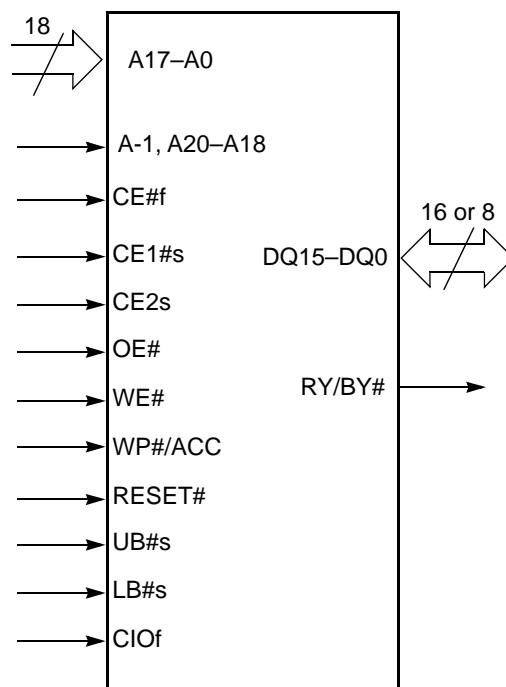 18
A17–A0
A-1, A20–A18
CE#f
16 or 8
CE1#s
DQ15–DQ0
CE2s
OE#
RY/BY#
WE#
WP#/ACC
RESET#
UB#s
LB#s
CIOf